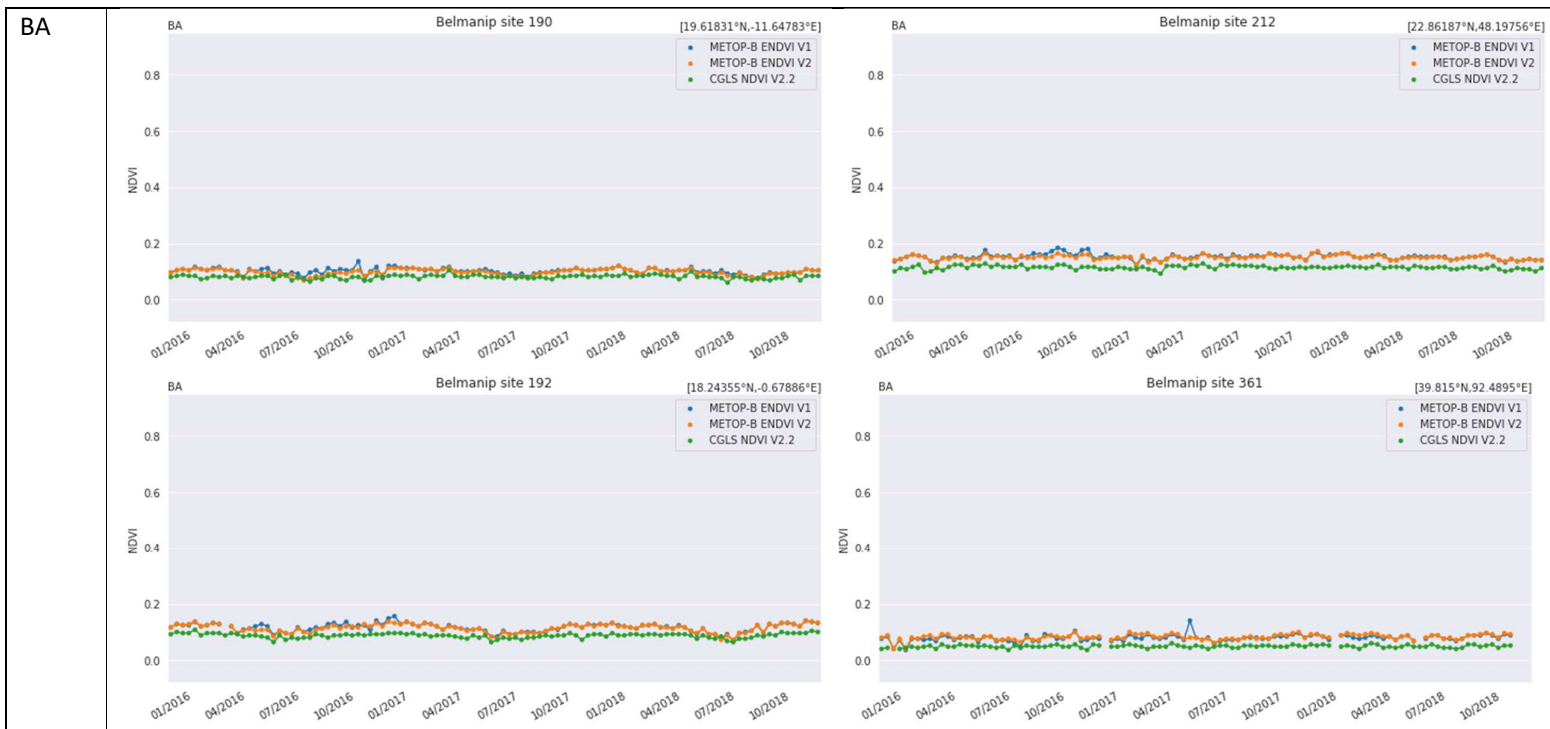 BA
BA
Belmanip site 190
[19.61831°N,-11.64783°E]
METOP-B ENDVI V1
METOP-B ENDVI V2
CGLS NDVI V2.2
NDVI
0.8
0.6
0.4
0.2
0.0
01/2016
04/2016
07/2016
10/2016
01/2017
04/2017
07/2017
10/2017
01/2018
04/2018
07/2018
10/2018
BA
Belmanip site 212
[22.86187°N,48.19756°E]
METOP-B ENDVI V1
METOP-B ENDVI V2
CGLS NDVI V2.2
NDVI
0.8
0.6
0.4
0.2
0.0
01/2016
04/2016
07/2016
10/2016
01/2017
04/2017
07/2017
10/2017
01/2018
04/2018
07/2018
10/2018
BA
Belmanip site 192
[18.24355°N,-0.67886°E]
METOP-B ENDVI V1
METOP-B ENDVI V2
CGLS NDVI V2.2
NDVI
0.8
0.6
0.4
0.2
0.0
01/2016
04/2016
07/2016
10/2016
01/2017
04/2017
07/2017
10/2017
01/2018
04/2018
07/2018
10/2018
BA
Belmanip site 361
[39.815°N,92.4895°E]
METOP-B ENDVI V1
METOP-B ENDVI V2
CGLS NDVI V2.2
NDVI
0.8
0.6
0.4
0.2
0.0
01/2016
04/2016
07/2016
10/2016
01/2017
04/2017
07/2017
10/2017
01/2018
04/2018
07/2018
10/2018